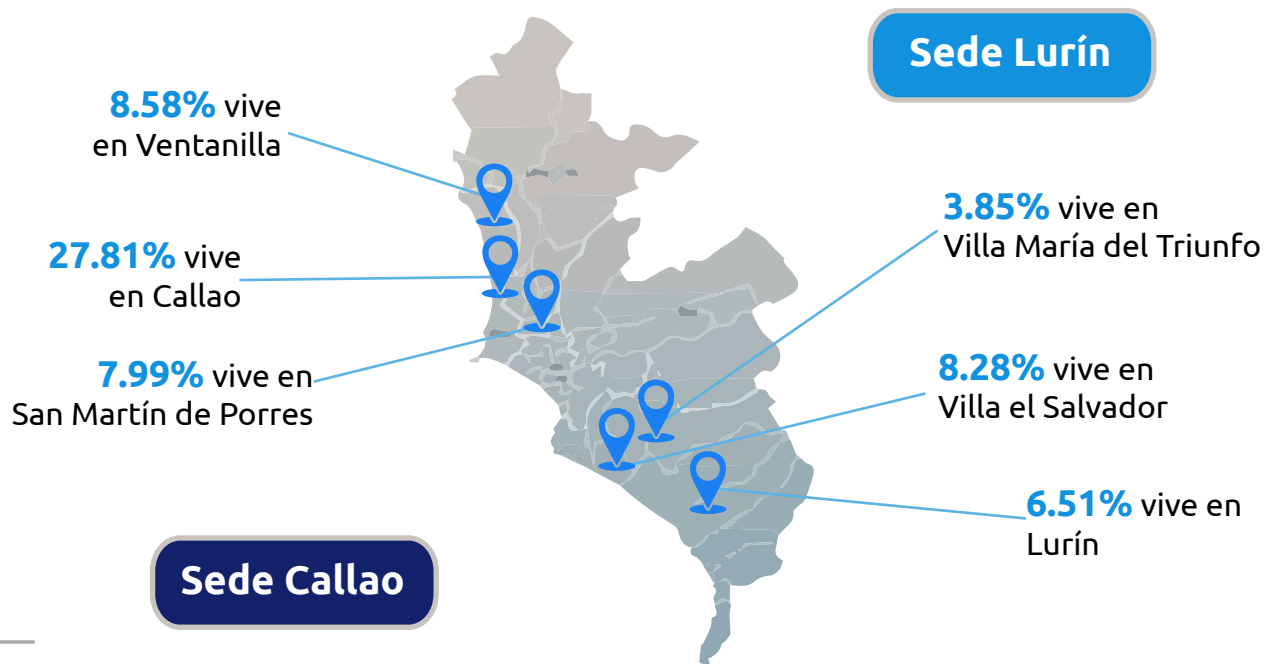 Sede Lurín
8.58% vive
en Ventanilla
27.81% vive
en Callao
7.99% vive en
San Martín de Porres
3.85% vive en
Villa María del Triunfo
8.28% vive en
Villa el Salvador
6.51% vive en
Lurín
Sede Callao